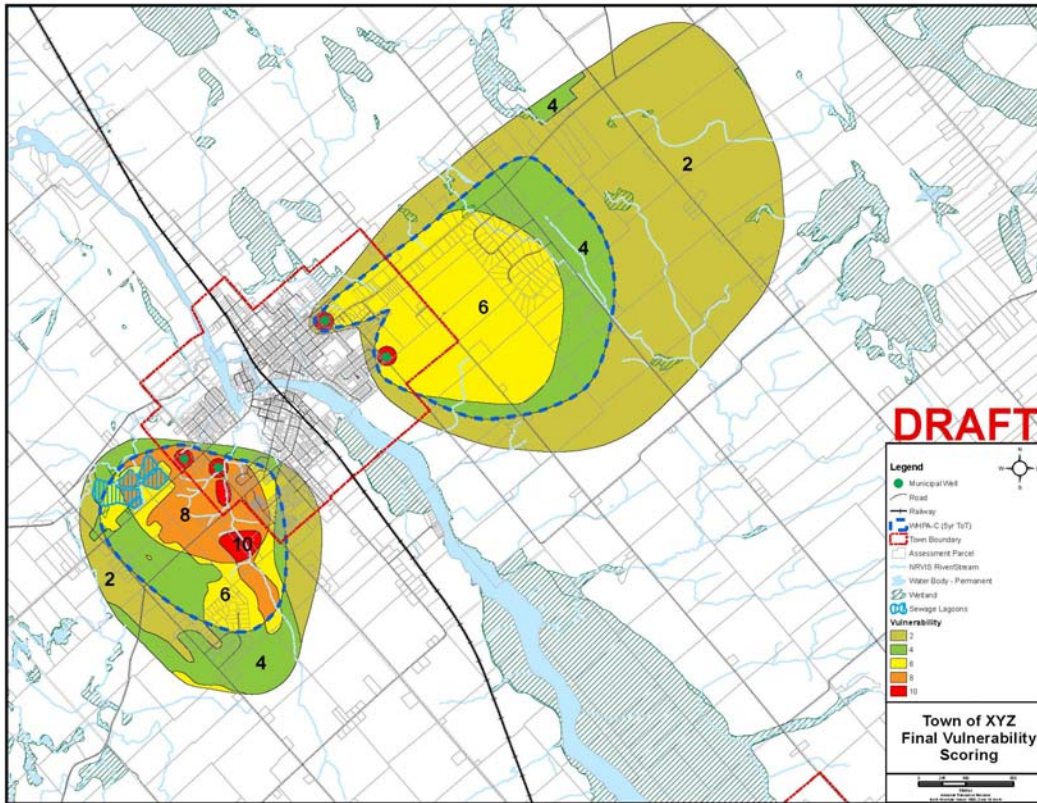 4
2
4
6
8
10
2
6
4
DRAFT
Legend
N
W
S
Municipal Well
Road
Railway
WHPA-C (5yr ToT)
Town Boundary
Assessment Parcel
NRVIS River/Stream
Water Body - Permanent
Wetland
Sewage Lagoons
Vulnerability
2
4
6
8
10
Town of XYZ
Final Vulnerability
Scoring